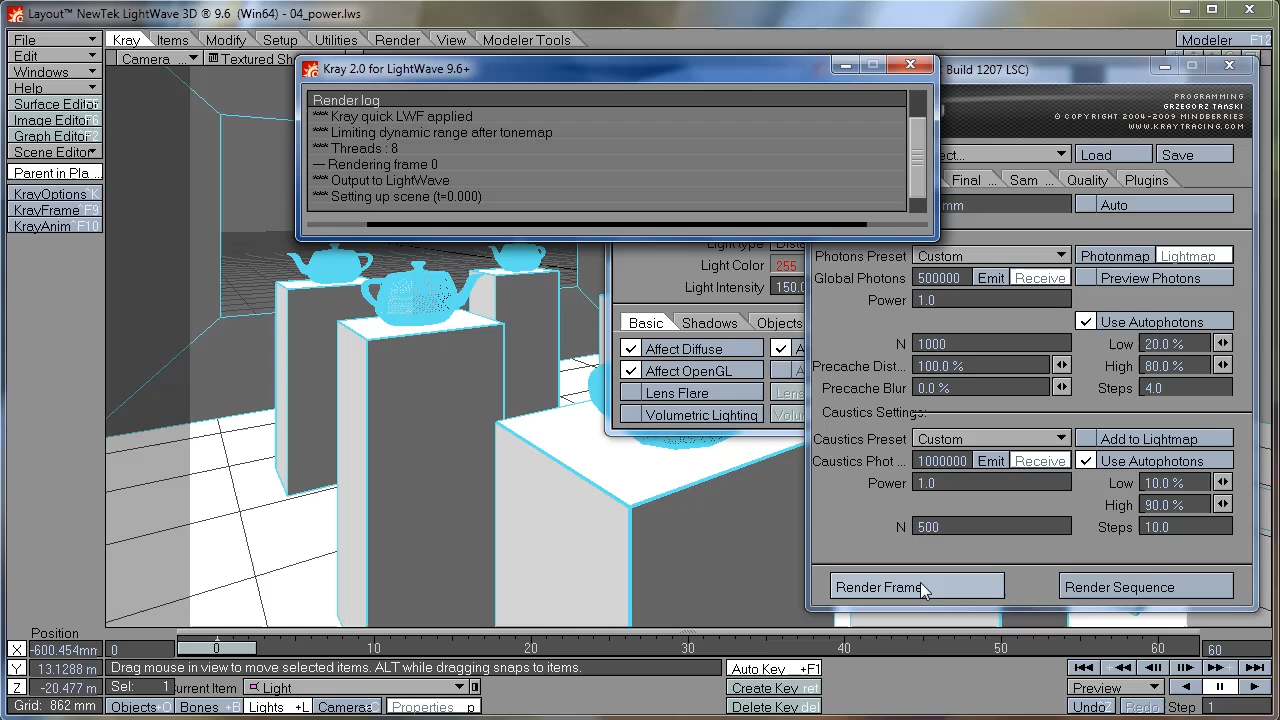 Layout™ NewTek LightWave 3D ® 9.6 (Win64) - 04_power.lws
File
Edit
Windows
Help
Surface Editor F5
Image Editor F6
Graph Editor F2
Scene Editor
Parent in Pla...
KrayOptions ^K
KrayFrame ^F9
KrayAnim ^F10
Kray Items Modify Setup Utilities Render View Modeler Tools
Modeler F12
Camera Textured Sh
Kray 2.0 for LightWave 9.6+
Render log
*** Kray quick LWF applied
*** Limiting dynamic range after tonemap
*** Threads : 8
--- Rendering frame 0
*** Output to LightWave
*** Setting up scene (t=0.000)
Build 1207 LSC)
PROGRAMMING
GRZEGORZ TAŃSKI
© COPYRIGHT 2004-2009 MINDBERRIES
WWW.KRAYTRACING.COM
ect... Load Save
Final ... Sam ... Quality Plugins
mm Auto
Light type Dista
Light Color 255
Light Intensity 150.0
Basic Shadows Objects
Affect Diffuse A
Affect OpenGL A
Lens Flare Lens
Volumetric Lighting Volu
Photons Preset Custom Photonmap Lightmap
Global Photons 500000 Emit Receive Preview Photons
Power 1.0
Use Autophotons
N 1000 Low 20.0 %
Precache Dist... 100.0 % High 80.0 %
Precache Blur 0.0 % Steps 4.0
Caustics Settings:
Caustics Preset Custom Add to Lightmap
Caustics Phot ... 1000000 Emit Receive Use Autophotons
Power 1.0 Low 10.0 %
High 90.0 %
N 500 Steps 10.0
Render Frame Render Sequence
Position
X -600.454mm
Y 13.1288 m
Z -20.477 m
Grid: 862 mm
0 0 10 20 30 40 50 60 60
Drag mouse in view to move selected items. ALT while dragging snaps to items.
Sel: 1 urrent Item Light
Objects+O Bones +B Lights +L Cameras Properties p
Auto Key +F1
Create Key ret
Delete Key del
Preview
Undo Z Redo Step 1